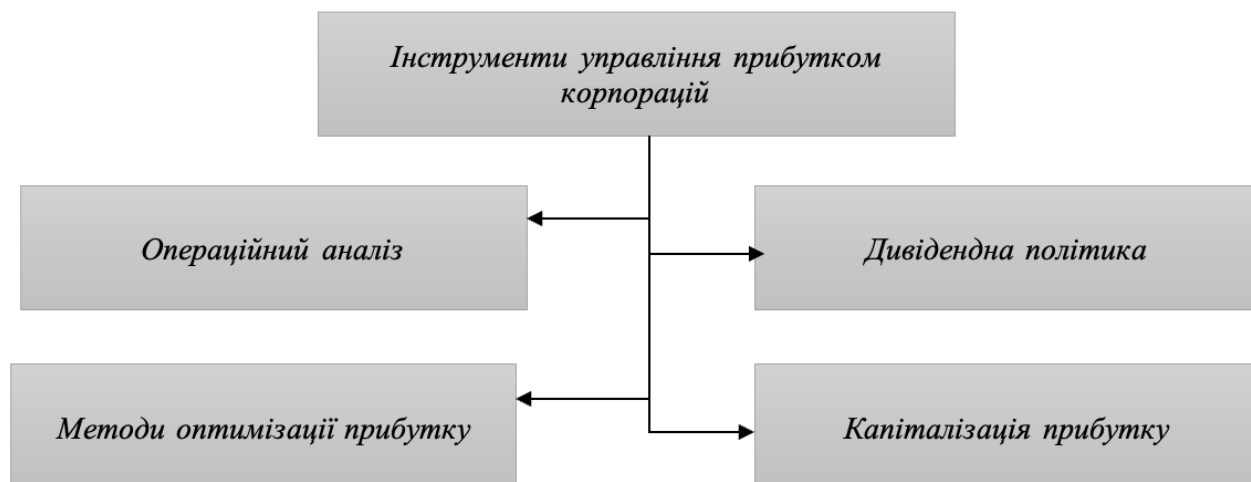 Інструменти управління прибутком
корпорацій
Операційний аналіз
Дивідендна політика
Методи оптимізації прибутку
Капіталізація прибутку